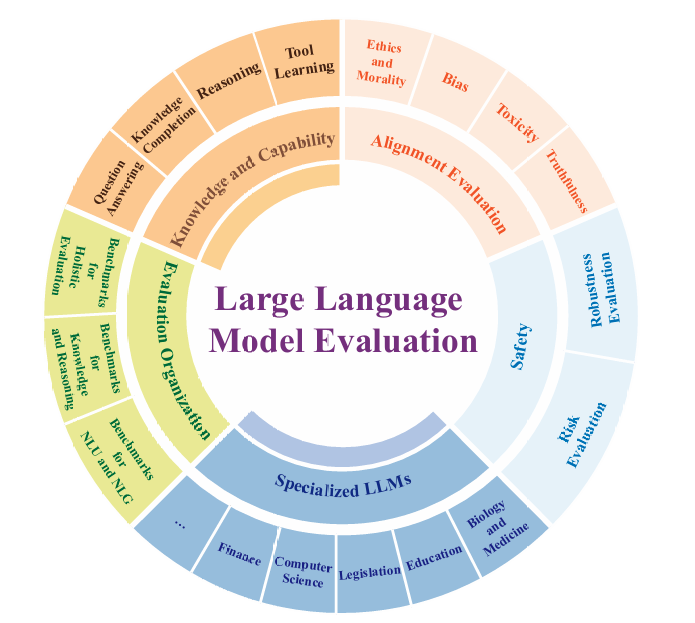 Large Language
Model Evaluation
Knowledge and Capability
Question
Answering
Knowledge
Completion
Reasoning
Tool
Learning
Alignment Evaluation
Ethics
and
Morality
Bias
Toxicity
Truthfulness
Safety
Robustness
Evaluation
Risk
Evaluation
Specialized LLMs
Biology
and
Medicine
Education
Legislation
Computer
Science
Finance
...
Evaluation Organization
Benchmarks
for
NLU and NLG
Benchmarks
for
Knowledge
and Reasoning
Benchmarks
for
Holistic
Evaluation